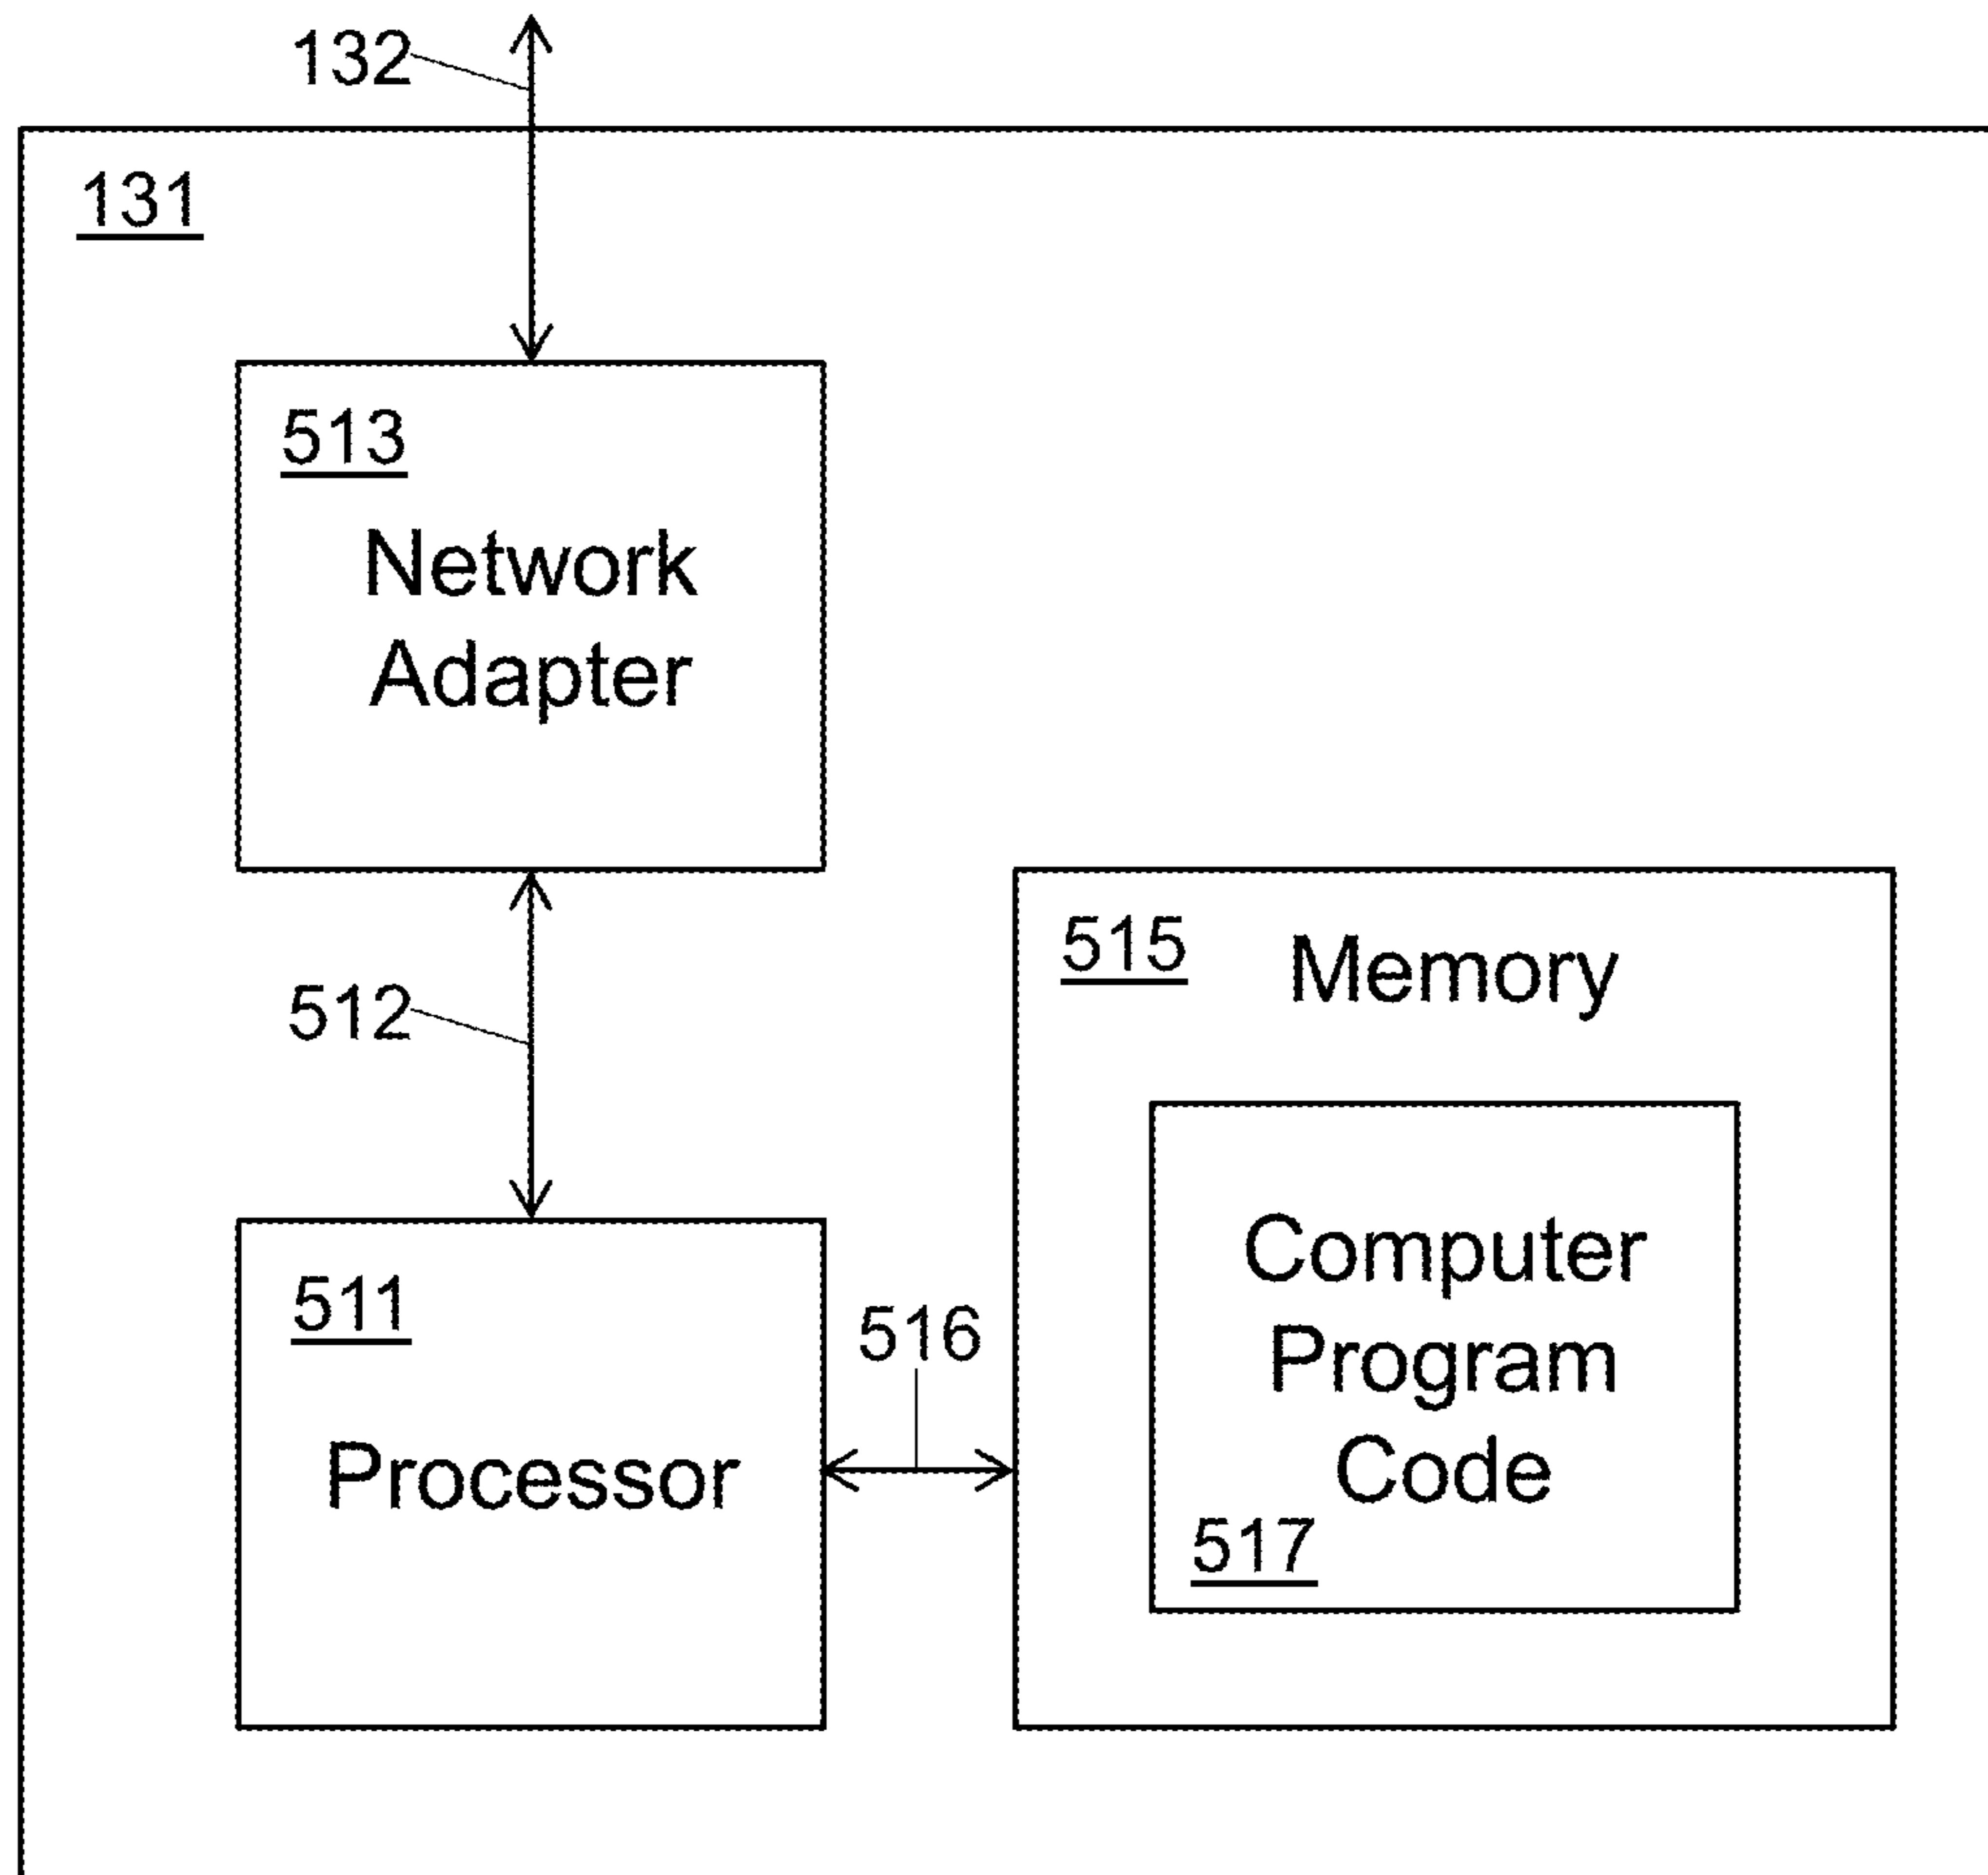 132
131
513
Network
Adapter
512
515
Memory
511
Processor
516
Computer
Program
Code
517